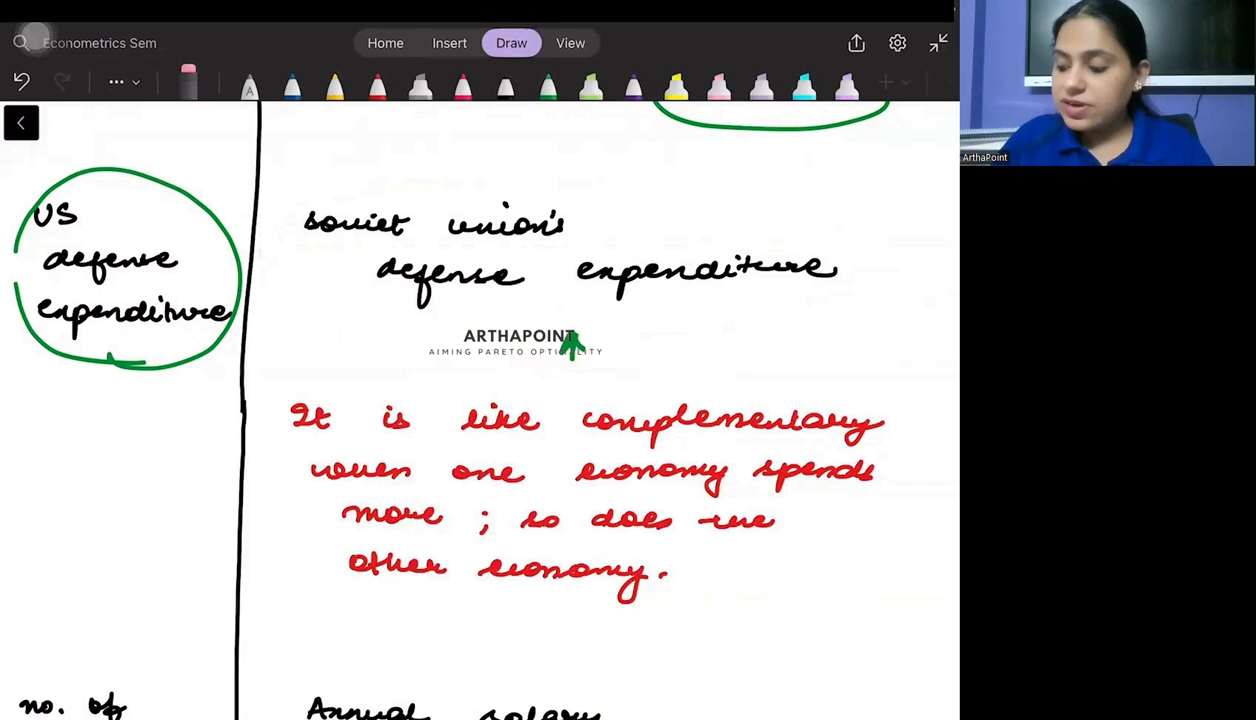 Econometrics Sem
Home Insert Draw View
A
ArthaPoint
US
defense
expenditure
Soviet Union's
defense expenditure
ARTHAPOINT
AIMING PARETO OPTIMALITY
It is like complementary
when one economy spends
more ; so does the
other economy.
no. of
Annual salary